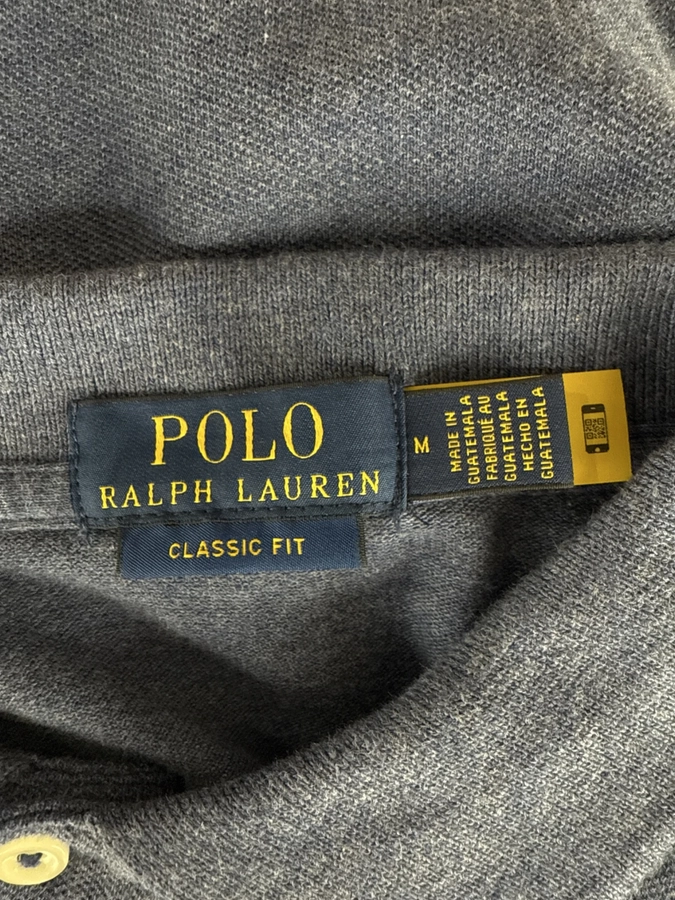 POLO
RALPH LAUREN
CLASSIC FIT
M
MADE IN
GUATEMALA
FABRIQUÉ AU
GUATEMALA
HECHO EN
GUATEMALA